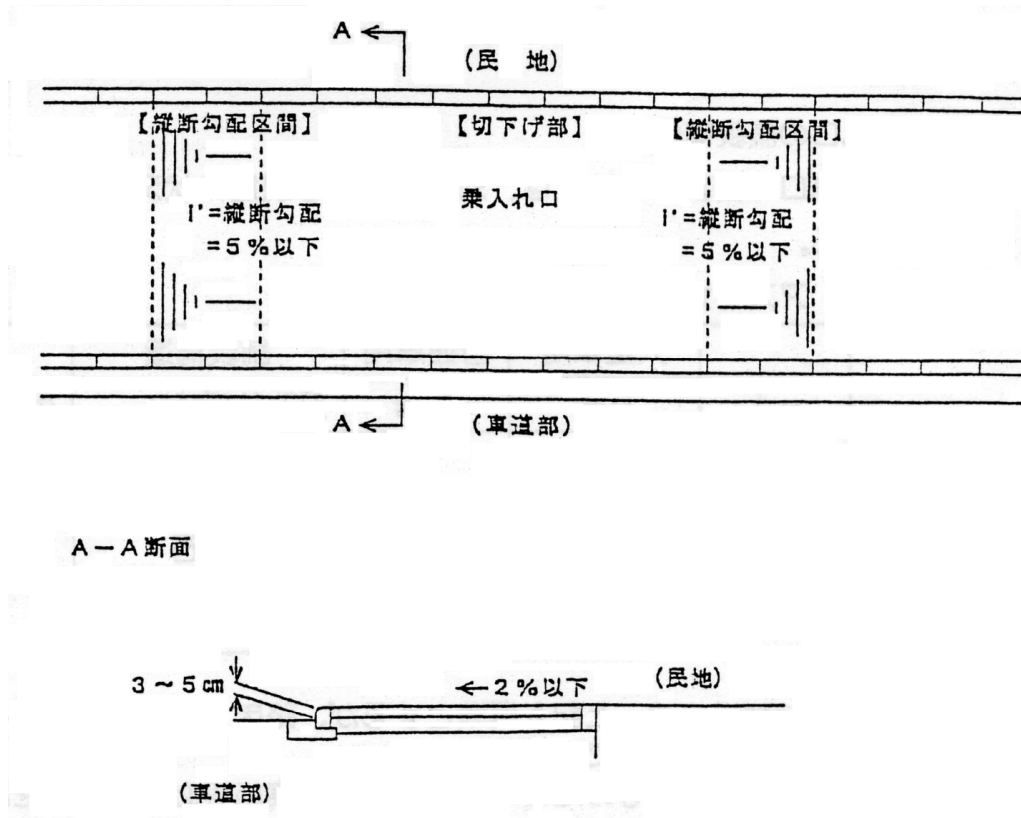 A
(民 地)
【縦断勾配区間】
【切下げ部】
【縦断勾配区間】
乗入れ口
I'=縦断勾配
=5%以下
I'=縦断勾配
=5%以下
A
(車道部)
A-A断面
3~5㎝
←2%以下
(民地)
(車道部)